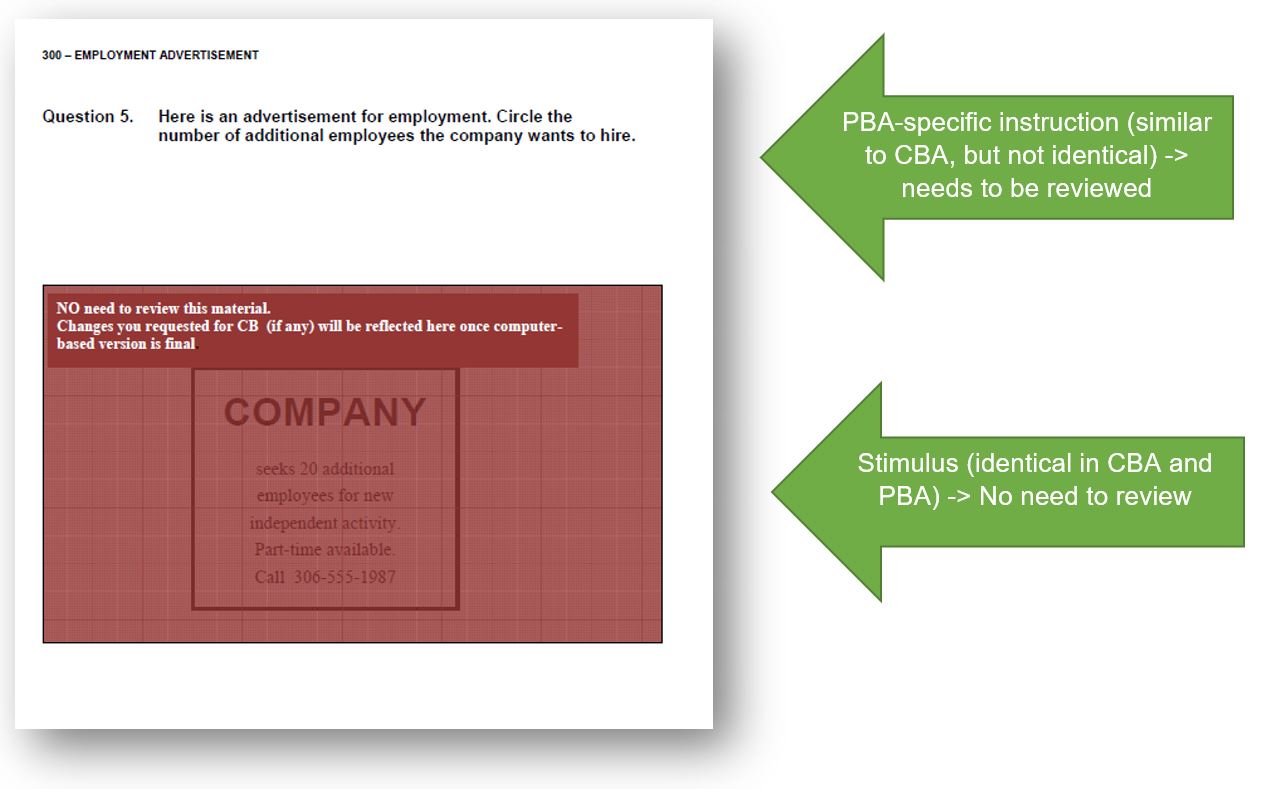 300 – EMPLOYMENT ADVERTISEMENT
Question 5. Here is an advertisement for employment. Circle the
number of additional employees the company wants to hire.
NO need to review this material.
Changes you requested for CB (if any) will be reflected here once computer-
based version is final.
COMPANY
seeks 20 additional
employees for new
independent activity.
Part-time available.
Call 306-555-1987
PBA-specific instruction (similar
to CBA, but not identical) ->
needs to be reviewed
Stimulus (identical in CBA and
PBA) -> No need to review